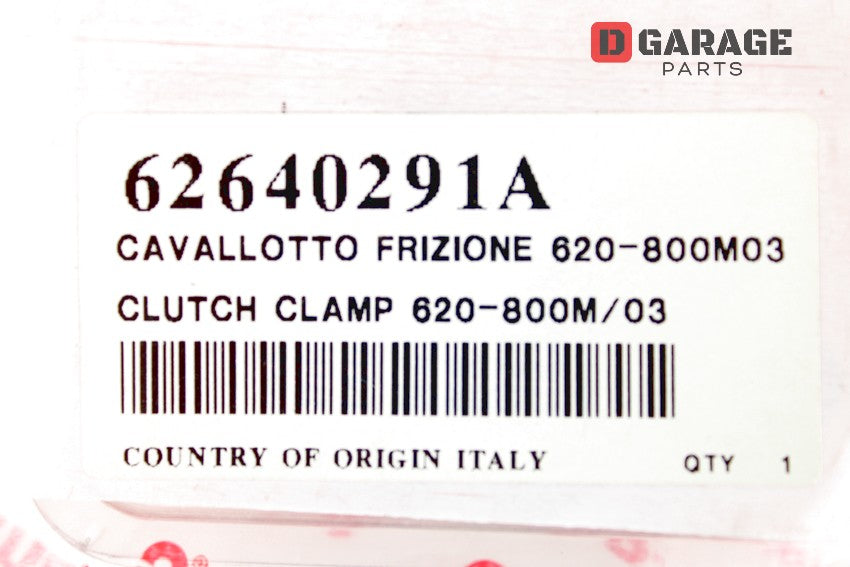 D GARAGE
PARTS
62640291A
CAVALLOTTO FRIZIONE 620-800M03
CLUTCH CLAMP 620-800M/03
COUNTRY OF ORIGIN ITALY QTY 1